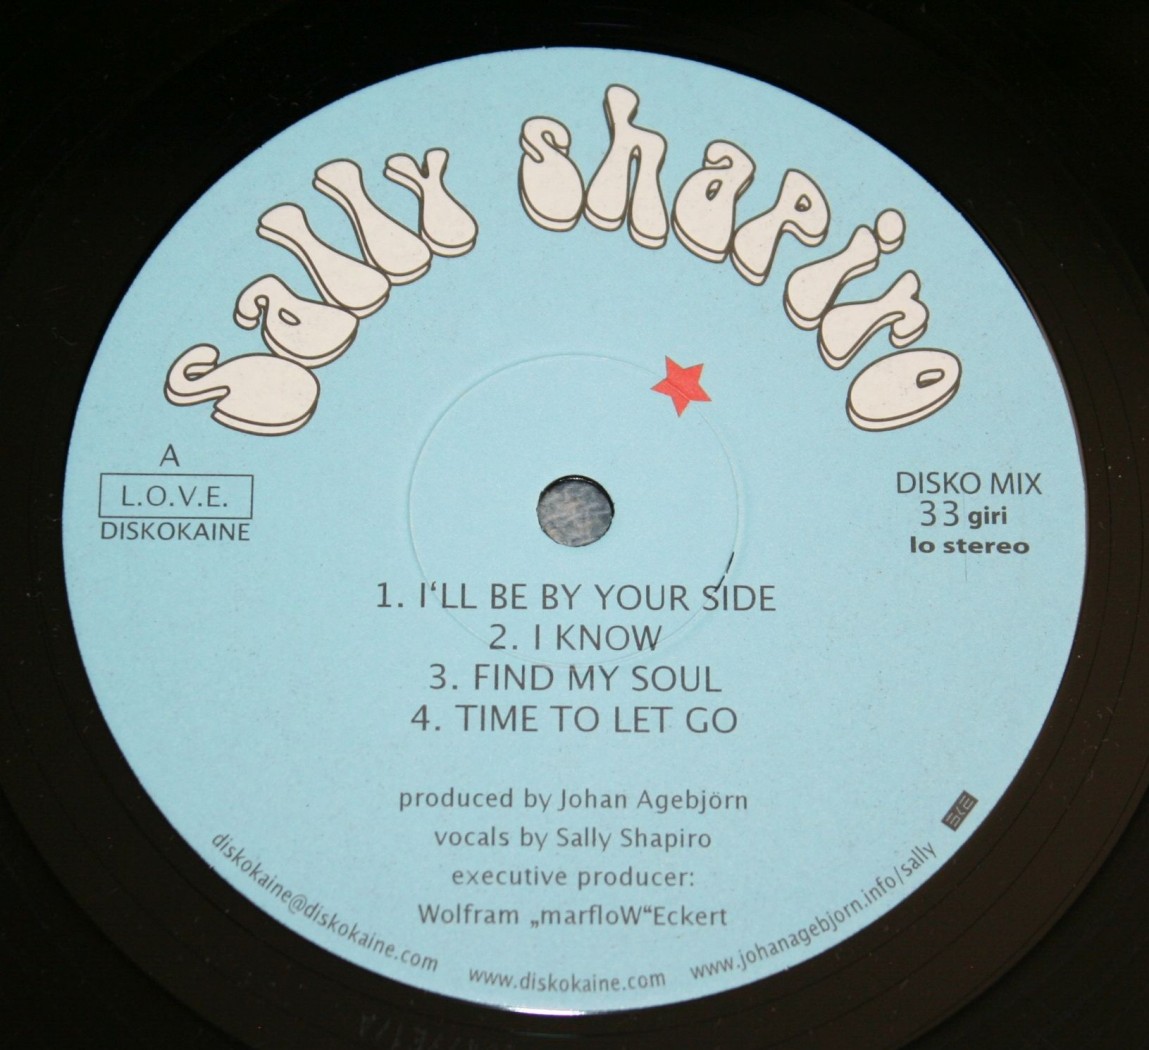 sally shapiro
A
L.O.V.E.
DISKOKAINE
DISKO MIX
33 giri
lo stereo
1. I‘LL BE BY YOUR SIDE
2. I KNOW
3. FIND MY SOUL
4. TIME TO LET GO
produced by Johan Agebjörn
vocals by Sally Shapiro
executive producer:
Wolfram „marfloW“Eckert
diskokaine@diskokaine.com
www.diskokaine.com
www.johanagebjorn.info/sally